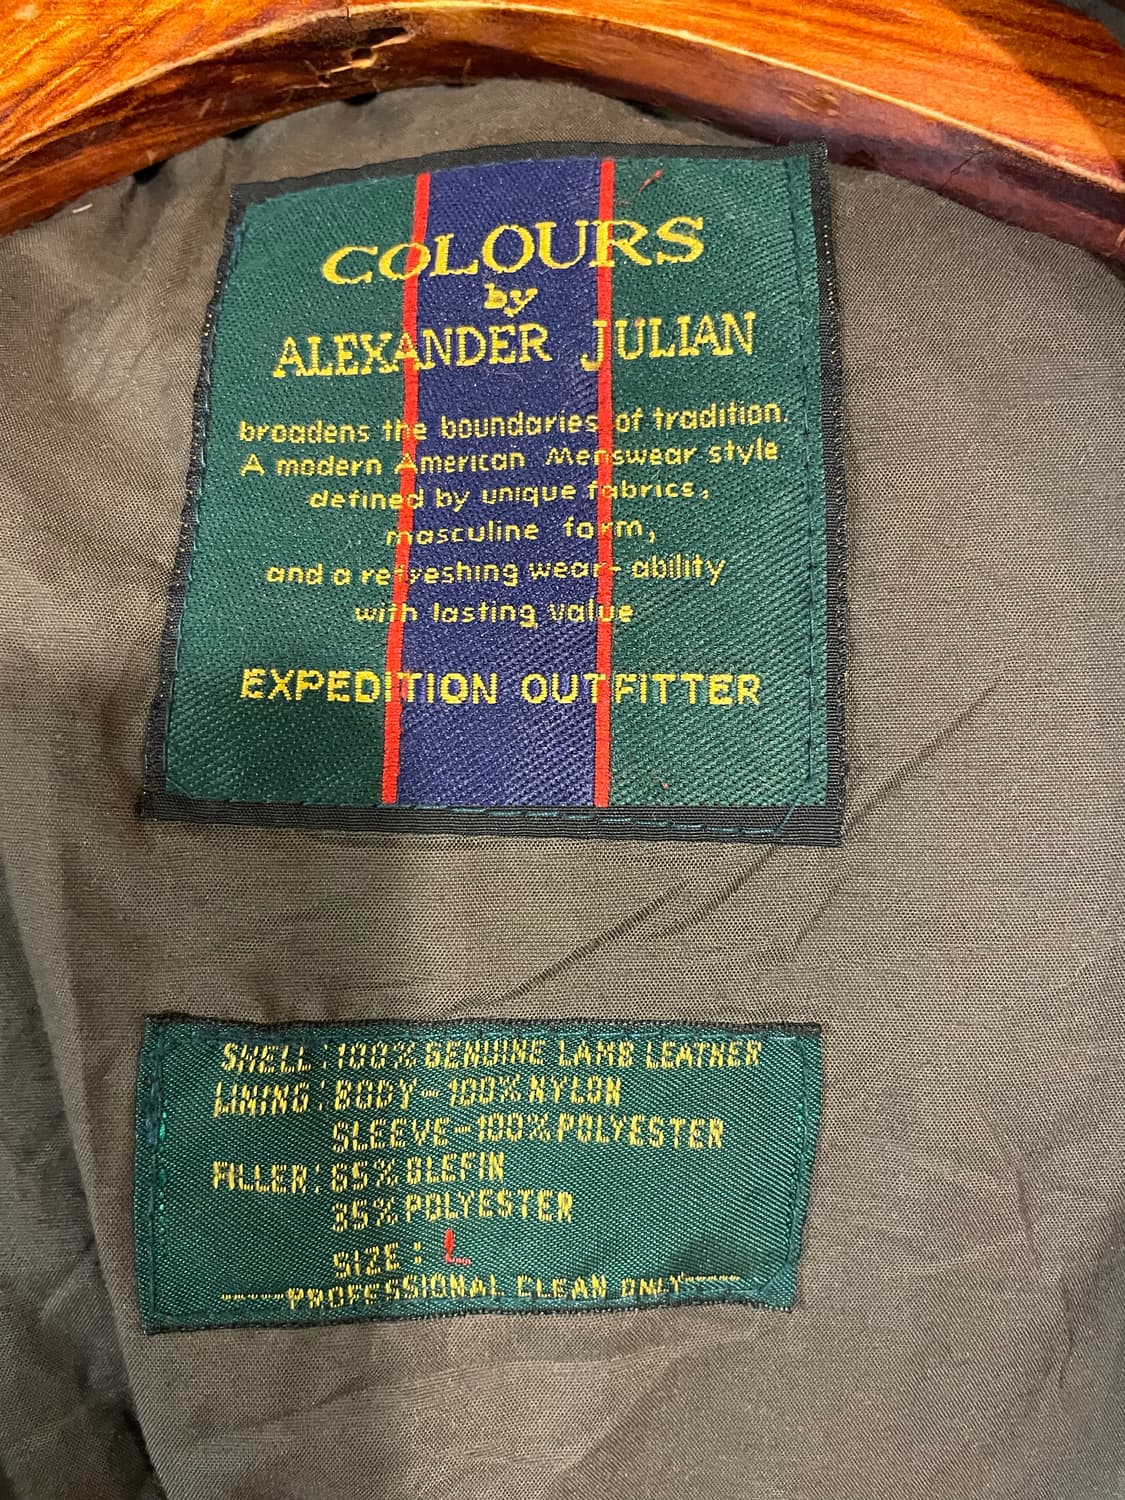 COLOURS
by
ALEXANDER JULIAN
broadens the boundaries of tradition.
A modern American Menswear style
defined by unique fabrics,
masculine form,
and a refreshing wear-ability
with lasting value
EXPEDITION OUTFITTER
SHELL : 100% GENUINE LAMB LEATHER
LINING : BODY - 100% NYLON
SLEEVE - 100% POLYESTER
FILLER : 65% OLEFIN
35% POLYESTER
SIZE : L
-----PROFESSIONAL CLEAN ONLY-----